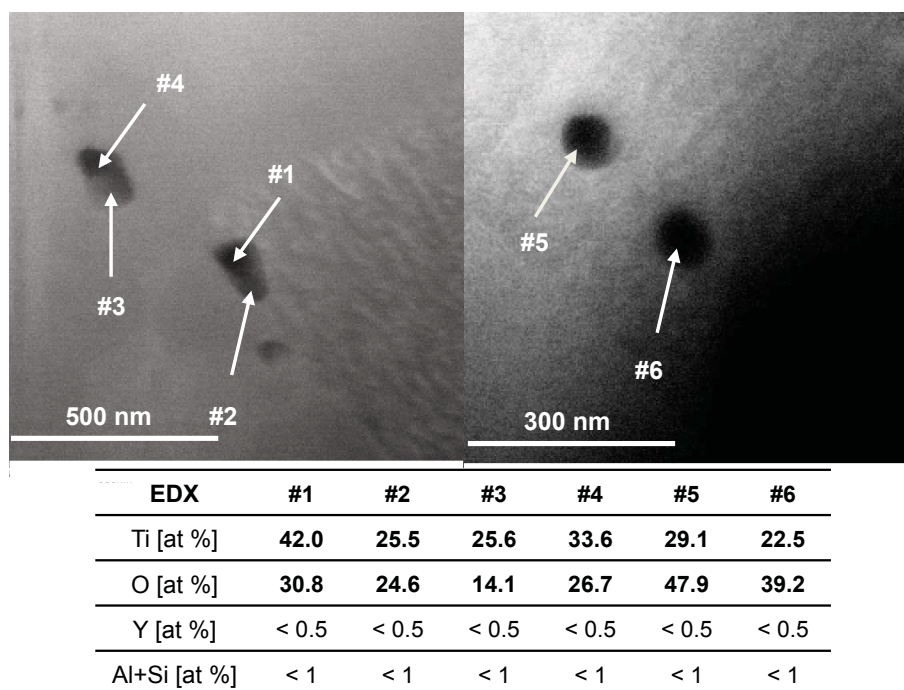 #4
#1
#3
#2
500 nm
#5
#6
300 nm
EDX #1 #2 #3 #4 #5 #6
Ti [at %] 42.0 25.5 25.6 33.6 29.1 22.5
O [at %] 30.8 24.6 14.1 26.7 47.9 39.2
Y [at %] < 0.5 < 0.5 < 0.5 < 0.5 < 0.5 < 0.5
Al+Si [at %] < 1 < 1 < 1 < 1 < 1 < 1